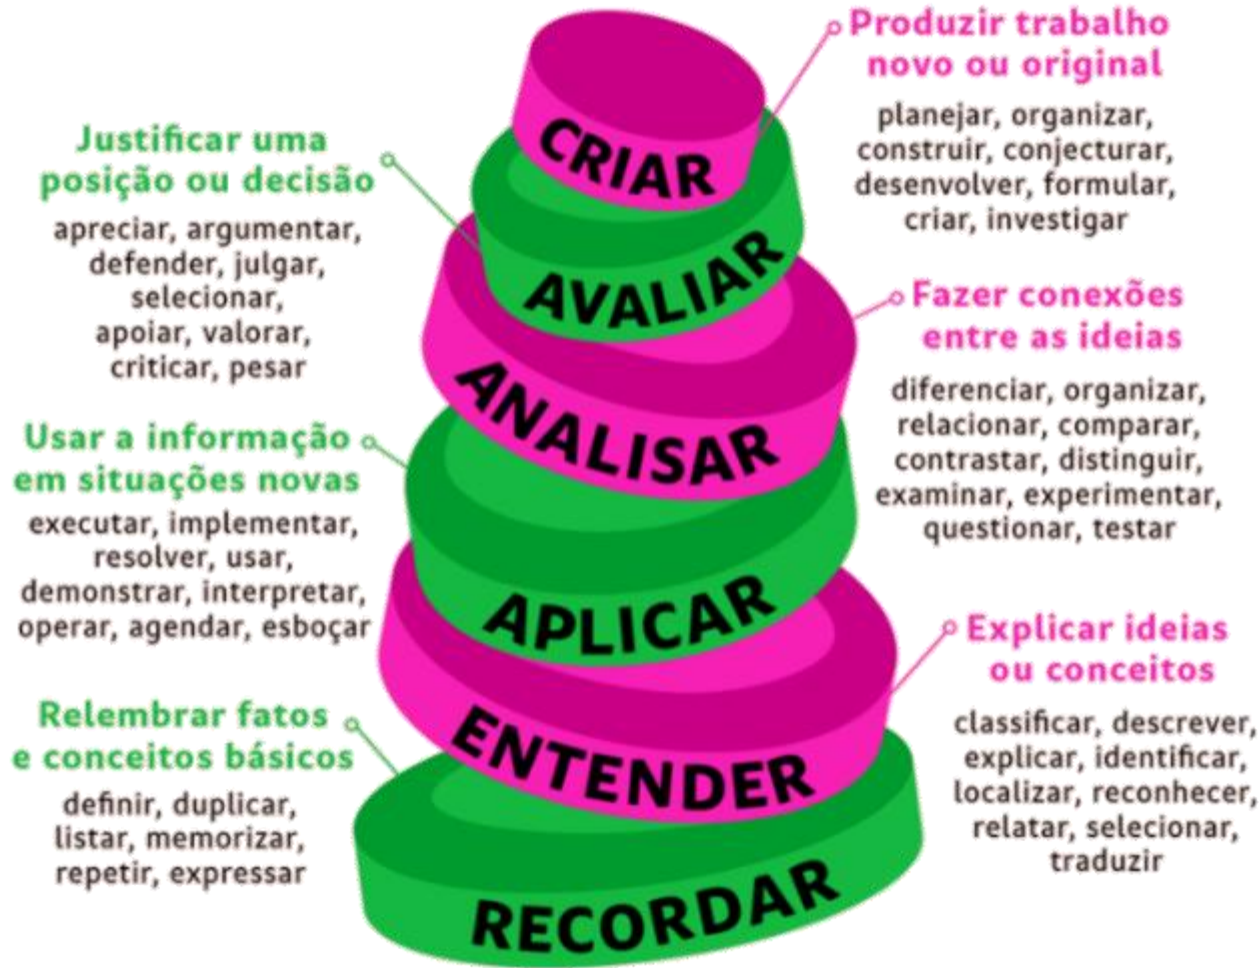 CRIAR
Produzir trabalho
novo ou original
planejar, organizar,
construir, conjecturar,
desenvolver, formular,
criar, investigar
Justificar uma
posição ou decisão
apreciar, argumentar,
defender, julgar,
selecionar,
apoiar, valorar,
criticar, pesar
AVALIAR
Fazer conexões
entre as ideias
diferenciar, organizar,
relacionar, comparar,
contrastar, distinguir,
examinar, experimentar,
questionar, testar
ANALISAR
Usar a informação
em situações novas
executar, implementar,
resolver, usar,
demonstrar, interpretar,
operar, agendar, esboçar
APLICAR
Explicar ideias
ou conceitos
classificar, descrever,
explicar, identificar,
localizar, reconhecer,
relatar, selecionar,
traduzir
ENTENDER
Relembrar fatos
e conceitos básicos
definir, duplicar,
listar, memorizar,
repetir, expressar
RECORDAR